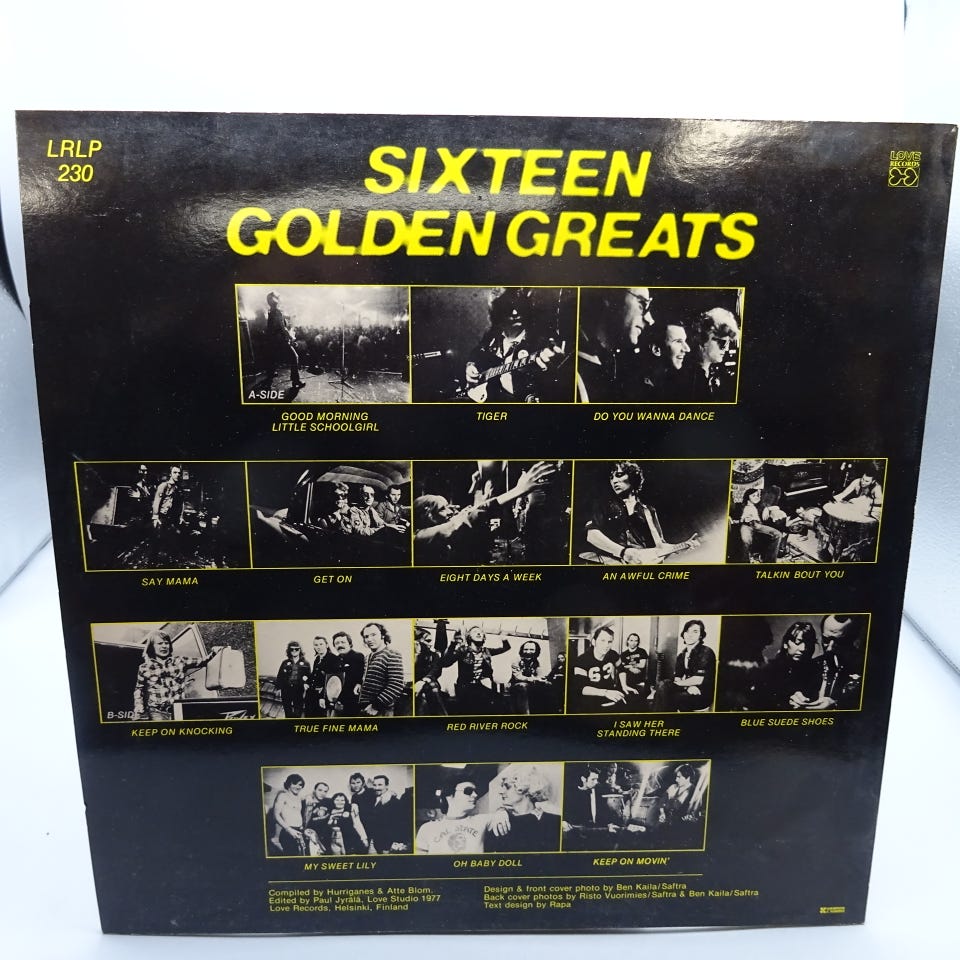 LRLP
230
SIXTEEN
GOLDEN GREATS
LOVE
RECORDS
A-SIDE
GOOD MORNING
LITTLE SCHOOLGIRL
TIGER
DO YOU WANNA DANCE
SAY MAMA
GET ON
EIGHT DAYS A WEEK
AN AWFUL CRIME
TALKIN BOUT YOU
B-SIDE
KEEP ON KNOCKING
TRUE FINE MAMA
RED RIVER ROCK
63
I SAW HER
STANDING THERE
BLUE SUEDE SHOES
CAL STATE
MY SWEET LILY
OH BABY DOLL
KEEP ON MOVIN'
Compiled by Hurriganes & Atte Blom.
Edited by Paul Jyrälä, Love Studio 1977
Love Records, Helsinki, Finland
Design & front cover photo by Ben Kaila/Saftra
Back cover photos by Risto Vuorimies/Saftra & Ben Kaila/Saftra
Text design by Rapa